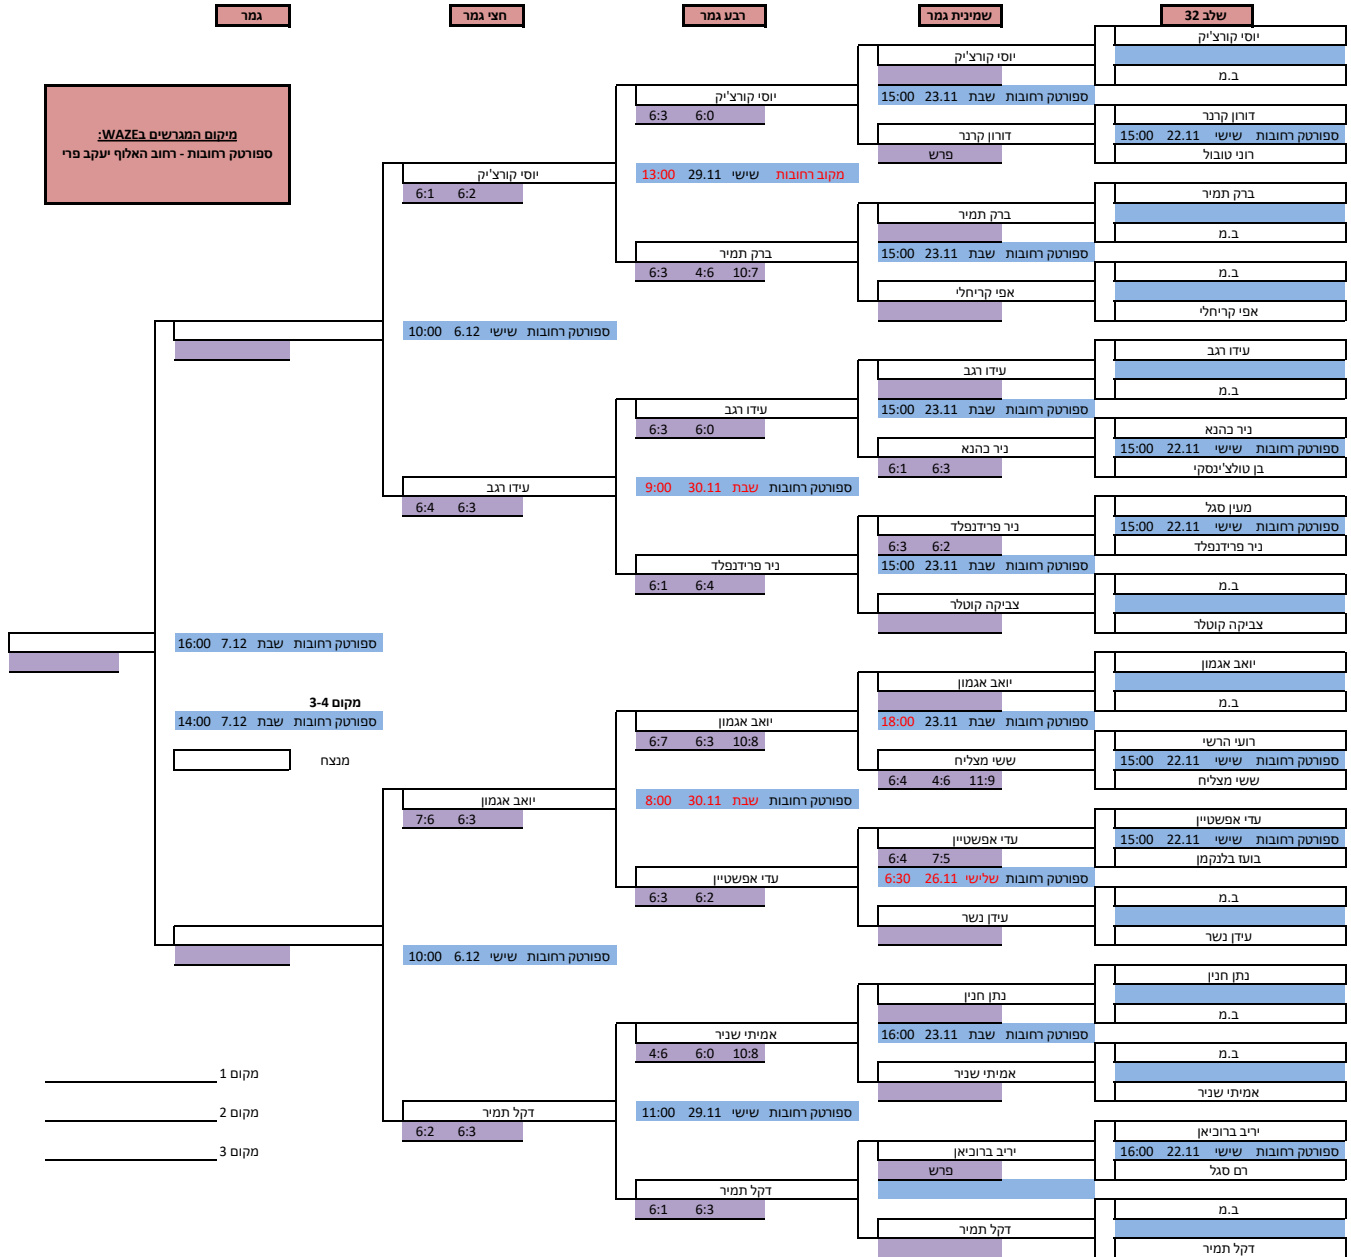 שלב 32
שמינית גמר
רבע גמר
חצי גמר
גמר
יוסי קורצ'יק
ב.מ
דורון קרנר
ספורטק רחובות שישי 22.11 15:00
רוני טובול
ברק תמיר
ב.מ
ב.מ
אפי קריחלי
עידו רגב
ב.מ
ניר כהנא
ספורטק רחובות שישי 22.11 15:00
בן טולצ'ינסקי
מעין סגל
ספורטק רחובות שישי 22.11 15:00
ניר פרידנפלד
ב.מ
צביקה קוטלר
יואב אגמון
ב.מ
רועי הרשי
ספורטק רחובות שישי 22.11 15:00
ששי מצליח
עדי אפשטיין
ספורטק רחובות שישי 22.11 15:00
בועז בלנקמן
ב.מ
עידן נשר
נתן חנין
ב.מ
ב.מ
אמיתי שניר
יריב ברוכיאן
ספורטק רחובות שישי 22.11 16:00
רם סגל
ב.מ
דקל תמיר
יוסי קורצ'יק
ספורטק רחובות שבת 23.11 15:00
דורון קרנר
פרש
ברק תמיר
ספורטק רחובות שבת 23.11 15:00
אפי קריחלי
עידו רגב
ספורטק רחובות שבת 23.11 15:00
ניר כהנא
6:1 6:3
ניר פרידנפלד
6:3 6:2
ספורטק רחובות שבת 23.11 15:00
צביקה קוטלר
יואב אגמון
ספורטק רחובות שבת 23.11 18:00
ששי מצליח
6:4 4:6 11:9
עדי אפשטיין
6:4 7:5
ספורטק רחובות שלישי 26.11 6:30
עידן נשר
נתן חנין
ספורטק רחובות שבת 23.11 16:00
אמיתי שניר
יריב ברוכיאן
פרש
דקל תמיר
יוסי קורצ'יק
6:3 6:0
מקוב רחובות שישי 29.11 13:00
ברק תמיר
6:3 4:6 10:7
עידו רגב
6:3 6:0
ספורטק רחובות שבת 30.11 9:00
ניר פרידנפלד
6:1 6:4
יואב אגמון
6:7 6:3 10:8
ספורטק רחובות שבת 30.11 8:00
עדי אפשטיין
6:3 6:2
אמיתי שניר
4:6 6:0 10:8
ספורטק רחובות שישי 29.11 11:00
דקל תמיר
6:1 6:3
יוסי קורצ'יק
6:1 6:2
ספורטק רחובות שישי 6.12 10:00
עידו רגב
6:4 6:3
יואב אגמון
7:6 6:3
ספורטק רחובות שישי 6.12 10:00
דקל תמיר
6:2 6:3
מיקום המגרשים בWAZE:
ספורטק רחובות - רחוב האלוף יעקב פרי
ספורטק רחובות שבת 7.12 16:00
מקום 3-4
ספורטק רחובות שבת 7.12 14:00
מנצח
מקום 1
מקום 2
מקום 3